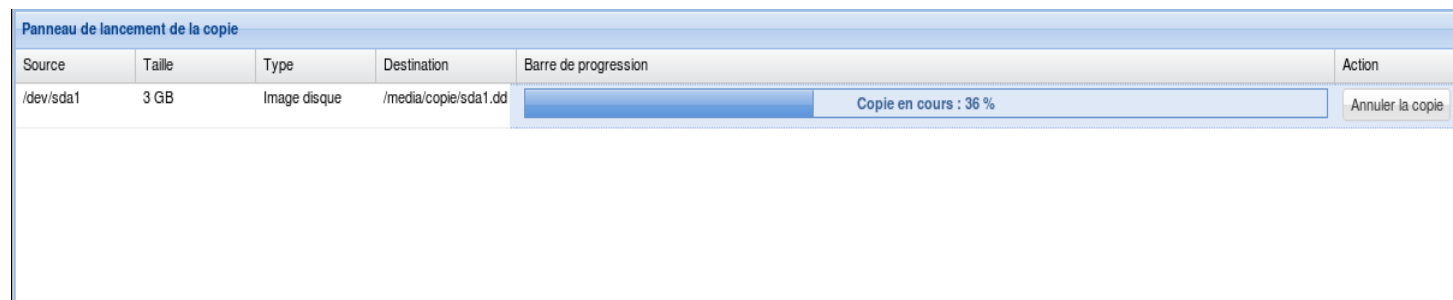 Panneau de lancement de la copie
Source Taille Type Destination Barre de progression Action
/dev/sda1 3 GB Image disque /media/copie/sda1.dd Copie en cours : 36 % Annuler la copie